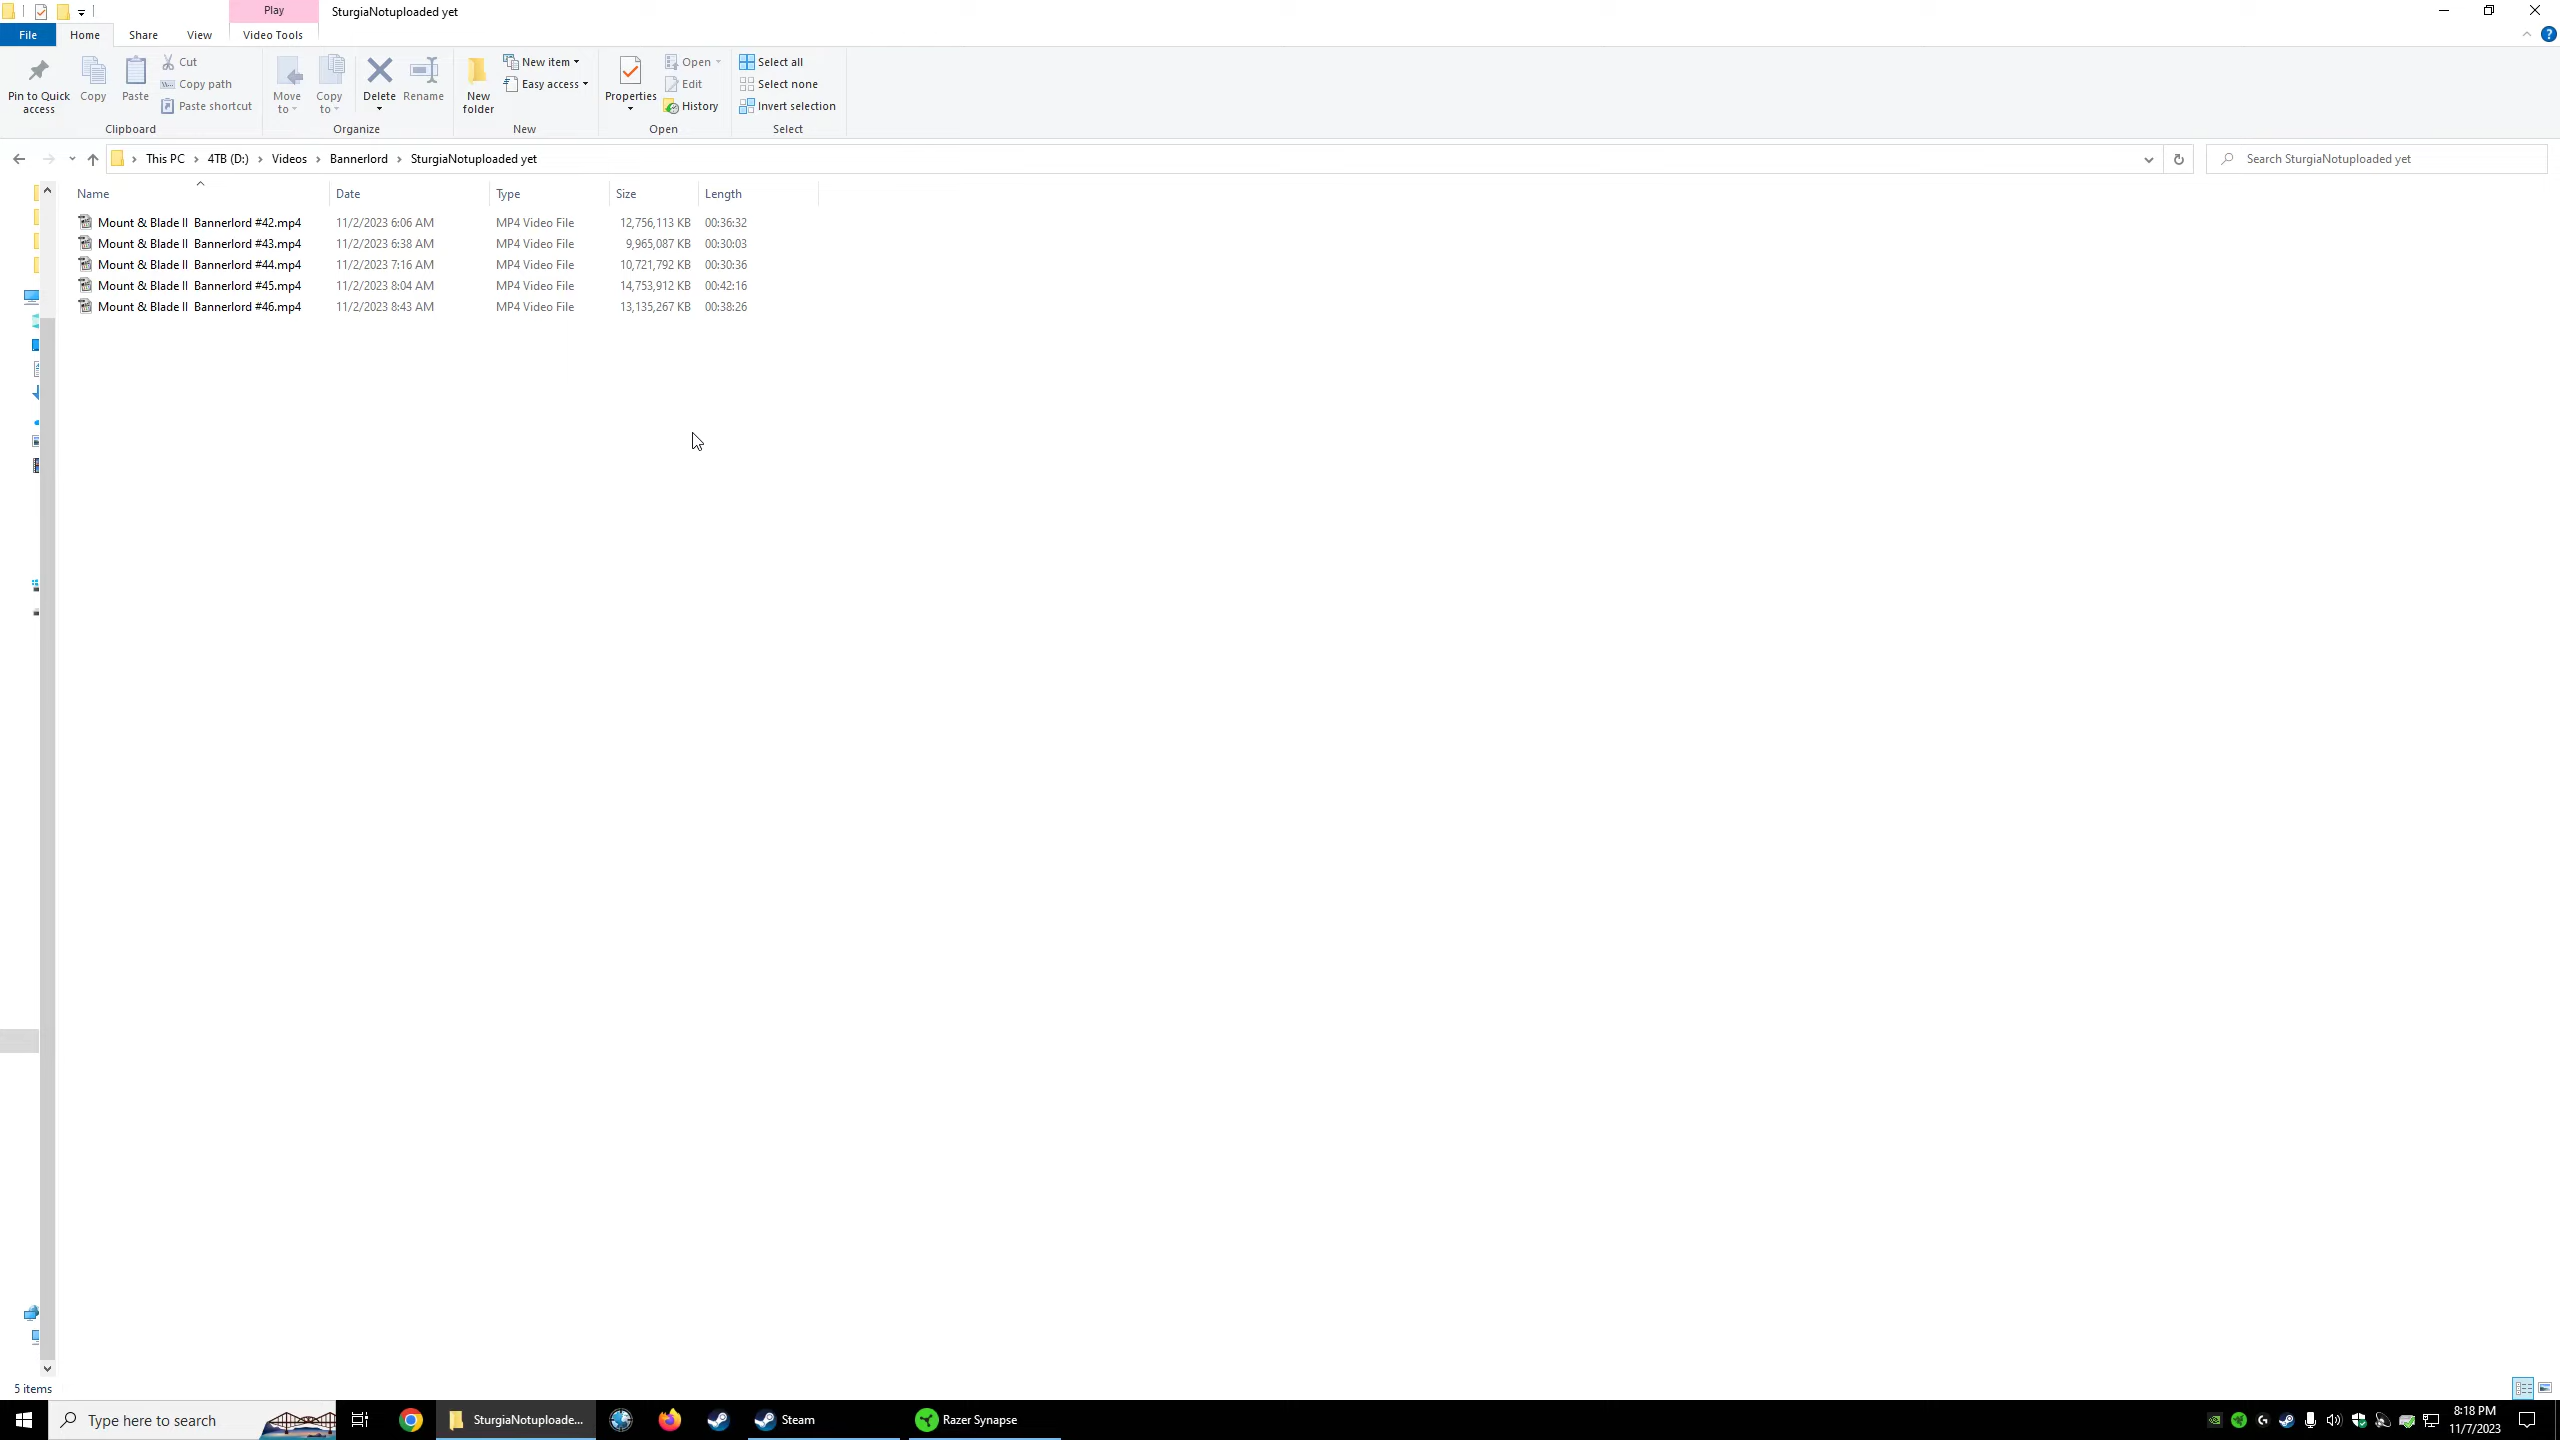 Play SturgiaNotuploaded yet
File Home Share View Video Tools
Pin to Quick access
Copy
Paste
Cut
Copy path
Paste shortcut
Clipboard
Move to
Copy to
Delete
Rename
Organize
New folder
New item
Easy access
New
Properties
Open
Edit
History
Open
Select all
Select none
Invert selection
Select
This PC 4TB (D:) Videos Bannerlord SturgiaNotuploaded yet
Search SturgiaNotuploaded yet
Name Date Type Size Length
Mount & Blade II  Bannerlord #42.mp4 11/2/2023 6:06 AM MP4 Video File 12,756,113 KB 00:36:32
Mount & Blade II  Bannerlord #43.mp4 11/2/2023 6:38 AM MP4 Video File 9,965,087 KB 00:30:03
Mount & Blade II  Bannerlord #44.mp4 11/2/2023 7:16 AM MP4 Video File 10,721,792 KB 00:30:36
Mount & Blade II  Bannerlord #45.mp4 11/2/2023 8:04 AM MP4 Video File 14,753,912 KB 00:42:16
Mount & Blade II  Bannerlord #46.mp4 11/2/2023 8:43 AM MP4 Video File 13,135,267 KB 00:38:26
5 items
Type here to search
SturgiaNotuploade...
Steam
Razer Synapse
8:18 PM
11/7/2023